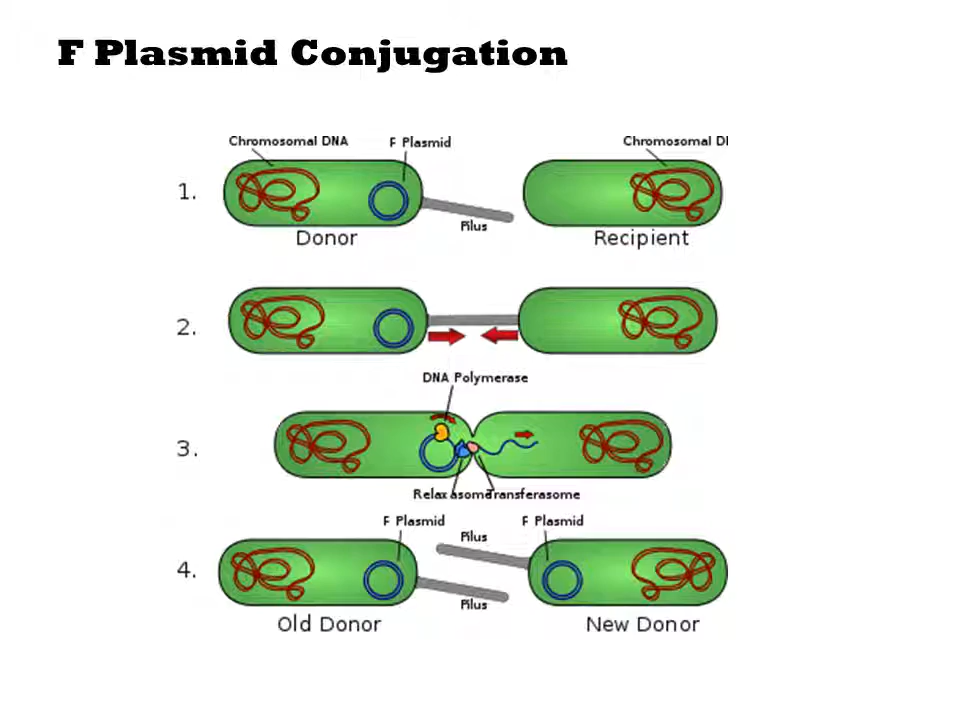 F Plasmid Conjugation
Chromosomal DNA
F Plasmid
Chromosomal DI
1.
Pilus
Donor
Recipient
2.
DNA Polymerase
3.
Relaxasome
Transferasome
F Plasmid
F Plasmid
Pilus
4.
Pilus
Old Donor
New Donor